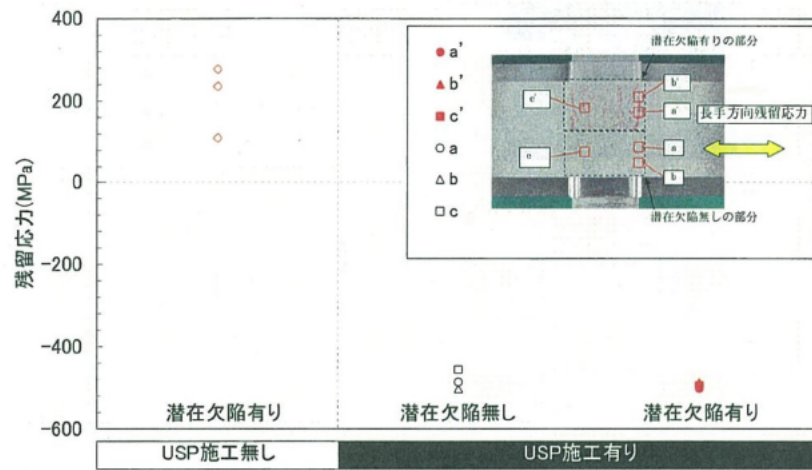 400
200
0
-200
-400
-600
残留応力(MPa)
a'
b'
c'
a
b
c
潜在欠陥有りの部分
b'
c'
a'
長手方向残留応力
a
b
潜在欠陥無しの部分
潜在欠陥有り
潜在欠陥無し
潜在欠陥有り
USP施工無し
USP施工有り